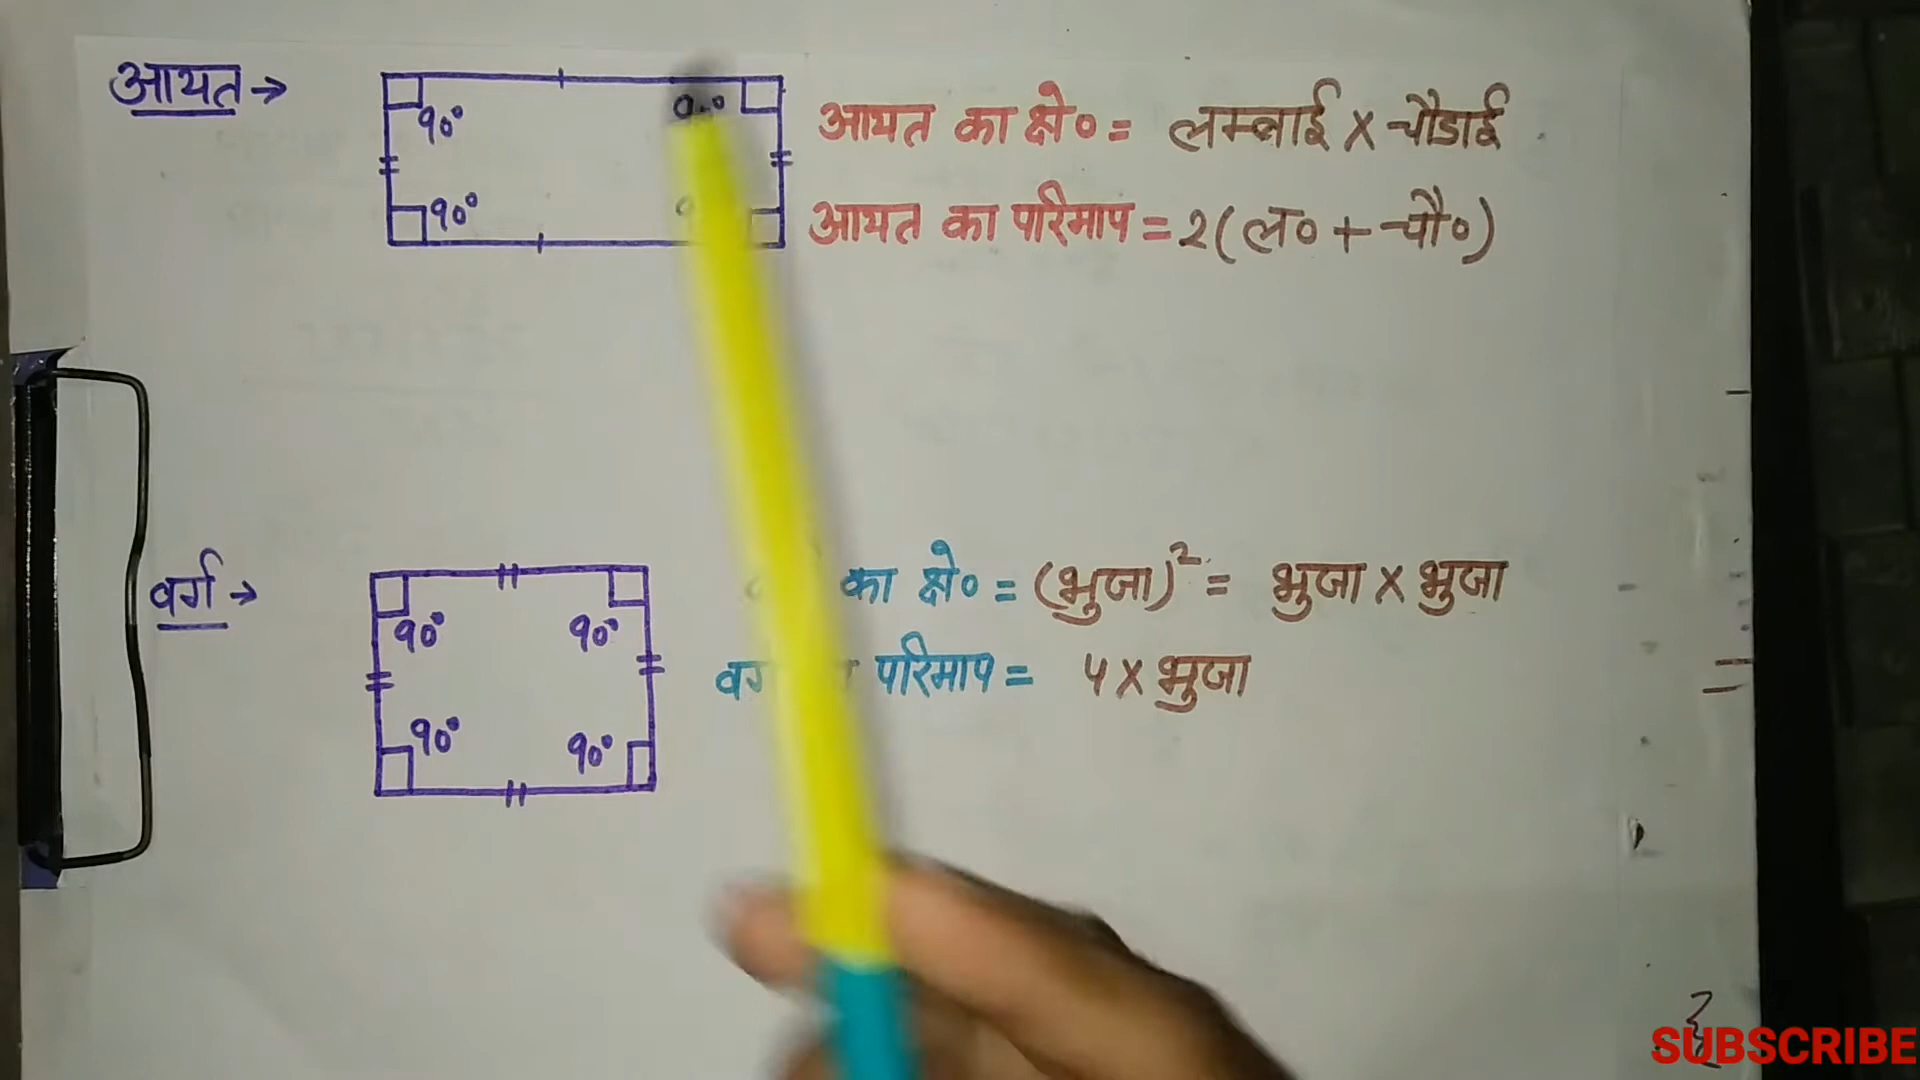 आयत →
90°
90°
आयत का क्षे० = लम्बाई × चौडाई
आयत का परिमाप = 2(ल० + चौ०)
वर्ग →
90° 90°
90° 90°
का क्षे० = (भुजा)² = भुजा × भुजा
परिमाप = 4 × भुजा
SUBSCRIBE